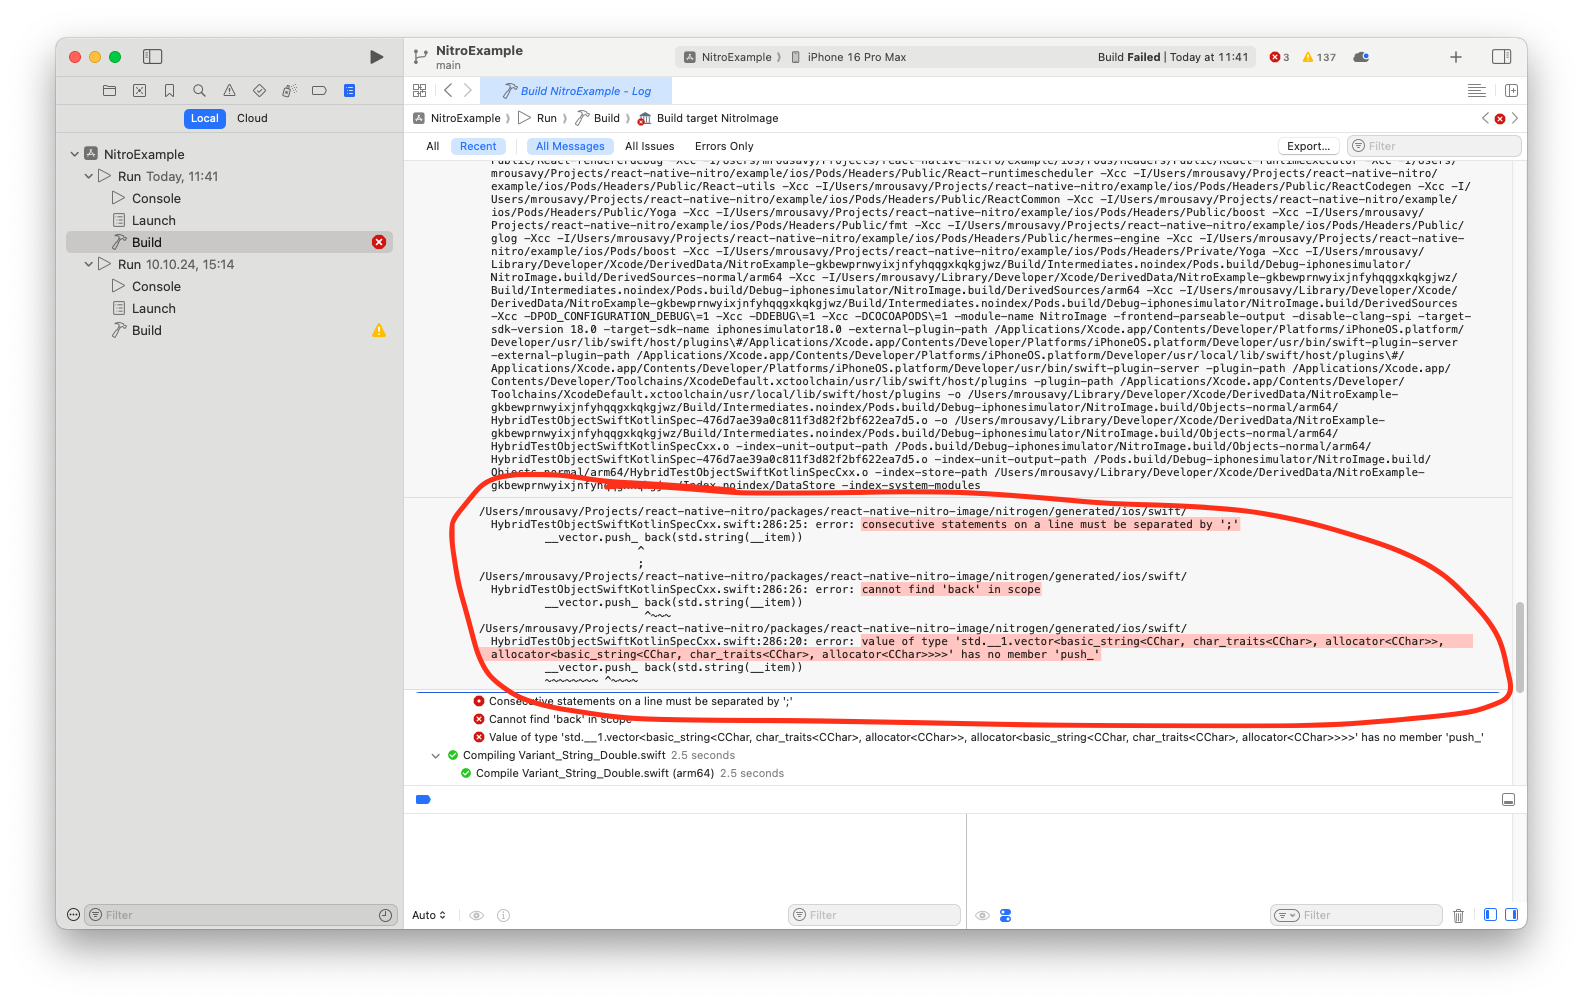 NitroExample
main
NitroExample
iPhone 16 Pro Max
Build Failed | Today at 11:41
3
137
Build NitroExample – Log
Local
Cloud
NitroExample
Run
Build
Build target NitroImage
All
Recent
All Messages
All Issues
Errors Only
Export...
Filter
NitroExample
Run Today, 11:41
Console
Launch
Build
Run 10.10.24, 15:14
Console
Launch
Build
Public/React-rendererdebug -Xcc -I/Users/mrousavy/Projects/react-native-nitro/example/ios/Pods/Headers/Public/React-runtimeexecutor -Xcc -I/Users/
mrousavy/Projects/react-native-nitro/example/ios/Pods/Headers/Public/React-runtimescheduler -Xcc -I/Users/mrousavy/Projects/react-native-nitro/
example/ios/Pods/Headers/Public/React-utils -Xcc -I/Users/mrousavy/Projects/react-native-nitro/example/ios/Pods/Headers/Public/ReactCodegen -Xcc -I/
Users/mrousavy/Projects/react-native-nitro/example/ios/Pods/Headers/Public/ReactCommon -Xcc -I/Users/mrousavy/Projects/react-native-nitro/example/
ios/Pods/Headers/Public/Yoga -Xcc -I/Users/mrousavy/Projects/react-native-nitro/example/ios/Pods/Headers/Public/boost -Xcc -I/Users/mrousavy/
Projects/react-native-nitro/example/ios/Pods/Headers/Public/fmt -Xcc -I/Users/mrousavy/Projects/react-native-nitro/example/ios/Pods/Headers/Public/
glog -Xcc -I/Users/mrousavy/Projects/react-native-nitro/example/ios/Pods/Headers/Public/hermes-engine -Xcc -I/Users/mrousavy/Projects/react-native-
nitro/example/ios/Pods/boost -Xcc -I/Users/mrousavy/Projects/react-native-nitro/example/ios/Pods/Headers/Private/Yoga -Xcc -I/Users/mrousavy/
Library/Developer/Xcode/DerivedData/NitroExample-gkbewprnwyixjnfyhqqgxkqkgjwz/Build/Intermediates.noindex/Pods.build/Debug-iphonesimulator/
NitroImage.build/DerivedSources-normal/arm64 -Xcc -I/Users/mrousavy/Library/Developer/Xcode/DerivedData/NitroExample-gkbewprnwyixjnfyhqqgxkqkgjwz/
Build/Intermediates.noindex/Pods.build/Debug-iphonesimulator/NitroImage.build/DerivedSources/arm64 -Xcc -I/Users/mrousavy/Library/Developer/Xcode/
DerivedData/NitroExample-gkbewprnwyixjnfyhqqgxkqkgjwz/Build/Intermediates.noindex/Pods.build/Debug-iphonesimulator/NitroImage.build/DerivedSources
-Xcc -DPOD_CONFIGURATION_DEBUG\=1 -Xcc -DDEBUG\=1 -Xcc -DCOCOAPODS\=1 -module-name NitroImage -frontend-parseable-output -disable-clang-spi -target-
sdk-version 18.0 -target-sdk-name iphonesimulator18.0 -external-plugin-path /Applications/Xcode.app/Contents/Developer/Platforms/iPhoneOS.platform/
Developer/usr/lib/swift/host/plugins\#/Applications/Xcode.app/Contents/Developer/Platforms/iPhoneOS.platform/Developer/usr/bin/swift-plugin-server
-external-plugin-path /Applications/Xcode.app/Contents/Developer/Platforms/iPhoneOS.platform/Developer/usr/local/lib/swift/host/plugins\#/
Applications/Xcode.app/Contents/Developer/Platforms/iPhoneOS.platform/Developer/usr/bin/swift-plugin-server -plugin-path /Applications/Xcode.app/
Contents/Developer/Toolchains/XcodeDefault.xctoolchain/usr/lib/swift/host/plugins -plugin-path /Applications/Xcode.app/Contents/Developer/
Toolchains/XcodeDefault.xctoolchain/usr/local/lib/swift/host/plugins -o /Users/mrousavy/Library/Developer/Xcode/DerivedData/NitroExample-
gkbewprnwyixjnfyhqqgxkqkgjwz/Build/Intermediates.noindex/Pods.build/Debug-iphonesimulator/NitroImage.build/Objects-normal/arm64/
HybridTestObjectSwiftKotlinSpec-476d7ae39a0c811f3d82f2bf622ea7d5.o -o /Users/mrousavy/Library/Developer/Xcode/DerivedData/NitroExample-
gkbewprnwyixjnfyhqqgxkqkgjwz/Build/Intermediates.noindex/Pods.build/Debug-iphonesimulator/NitroImage.build/Objects-normal/arm64/
HybridTestObjectSwiftKotlinSpecCxx.o -index-unit-output-path /Pods.build/Debug-iphonesimulator/NitroImage.build/Objects-normal/arm64/
HybridTestObjectSwiftKotlinSpec-476d7ae39a0c811f3d82f2bf622ea7d5.o -index-unit-output-path /Pods.build/Debug-iphonesimulator/NitroImage.build/
Objects-normal/arm64/HybridTestObjectSwiftKotlinSpecCxx.o -index-store-path /Users/mrousavy/Library/Developer/Xcode/DerivedData/NitroExample-
gkbewprnwyixjnfyhqqgxkqkgjwz/Index.noindex/DataStore -index-system-modules
/Users/mrousavy/Projects/react-native-nitro/packages/react-native-nitro-image/nitrogen/generated/ios/swift/
HybridTestObjectSwiftKotlinSpecCxx.swift:286:25: error: consecutive statements on a line must be separated by ';'
__vector.push_ back(std.string(__item))
^
;
/Users/mrousavy/Projects/react-native-nitro/packages/react-native-nitro-image/nitrogen/generated/ios/swift/
HybridTestObjectSwiftKotlinSpecCxx.swift:286:26: error: cannot find 'back' in scope
__vector.push_ back(std.string(__item))
^~~~
/Users/mrousavy/Projects/react-native-nitro/packages/react-native-nitro-image/nitrogen/generated/ios/swift/
HybridTestObjectSwiftKotlinSpecCxx.swift:286:20: error: value of type 'std.__1.vector<basic_string<CChar, char_traits<CChar>, allocator<CChar>>,
allocator<basic_string<CChar, char_traits<CChar>, allocator<CChar>>>>' has no member 'push_'
__vector.push_ back(std.string(__item))
~~~~~~~~ ^~~~~
Consecutive statements on a line must be separated by ';'
Cannot find 'back' in scope
Value of type 'std.__1.vector<basic_string<CChar, char_traits<CChar>, allocator<CChar>>, allocator<basic_string<CChar, char_traits<CChar>, allocator<CChar>>>>' has no member 'push_'
Compiling Variant_String_Double.swift 2.5 seconds
Compile Variant_String_Double.swift (arm64) 2.5 seconds
Filter
Auto
Filter
Filter